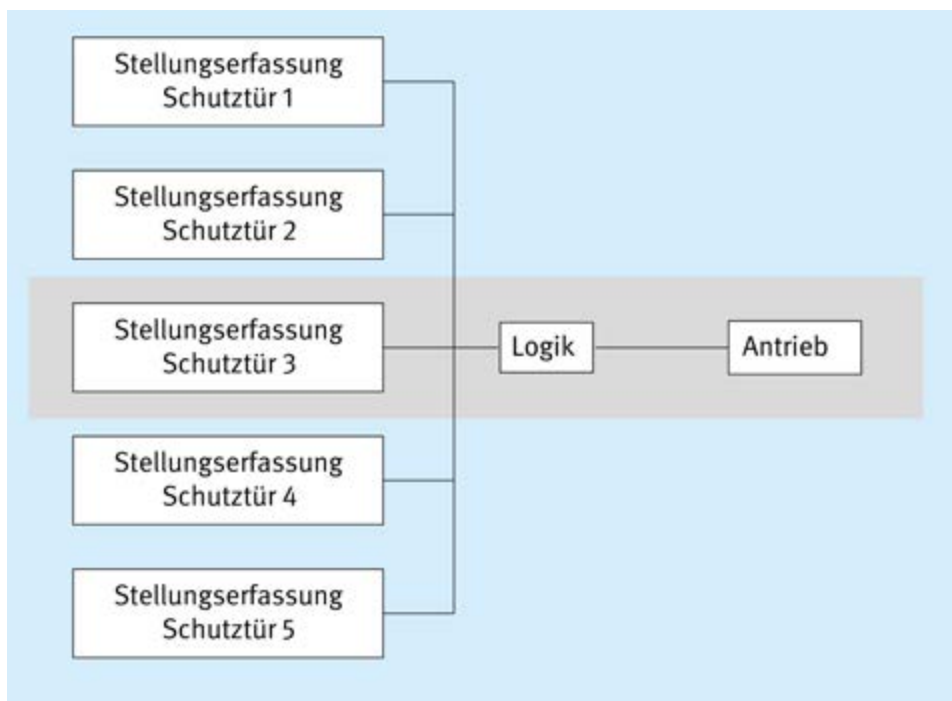 Stellungserfassung
Schutztür 1
Stellungserfassung
Schutztür 2
Stellungserfassung
Schutztür 3
Logik
Antrieb
Stellungserfassung
Schutztür 4
Stellungserfassung
Schutztür 5